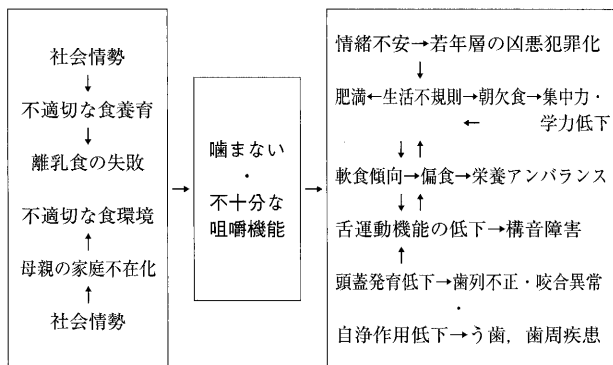 社会情勢
↓
不適切な食養育
↓
離乳食の失敗
不適切な食環境
↑
母親の家庭不在化
↑
社会情勢
→
噛まない
・
不十分な
咀嚼機能
→
情緒不安→若年層の凶悪犯罪化
↓
肥満←生活不規則→朝欠食→集中力・
← 学力低下
↓↑
軟食傾向→偏食→栄養アンバランス
↓↑
舌運動機能の低下→構音障害
↑
頭蓋発育低下→歯列不正・咬合異常
・
自浄作用低下→う歯，歯周疾患